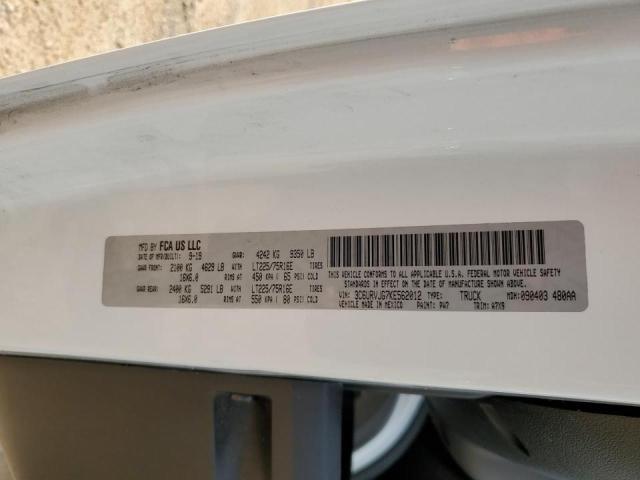 MFD BY FCA US LLC
DATE OF MFR(BUILT): 9-19 GVWR: 4242 KG 9350 LB
GAWR FRONT: 2100 KG 4629 LB WITH LT225/75R16E TIRES
16X6.0 RIMS AT 450 KPA ( 65 PSI) COLD
GAWR REAR: 2400 KG 5291 LB WITH LT225/75R16E TIRES
16X6.0 RIMS AT 550 KPA ( 80 PSI) COLD
THIS VEHICLE CONFORMS TO ALL APPLICABLE U.S.A. FEDERAL MOTOR VEHICLE SAFETY
STANDARDS IN EFFECT ON THE DATE OF MANUFACTURE SHOWN ABOVE.
VIN: 3C6URVJG7KE562012 TYPE: TRUCK MDH:090403 480AA
VEHICLE MADE IN MEXICO PAINT: PW7 TRIM: A7X9